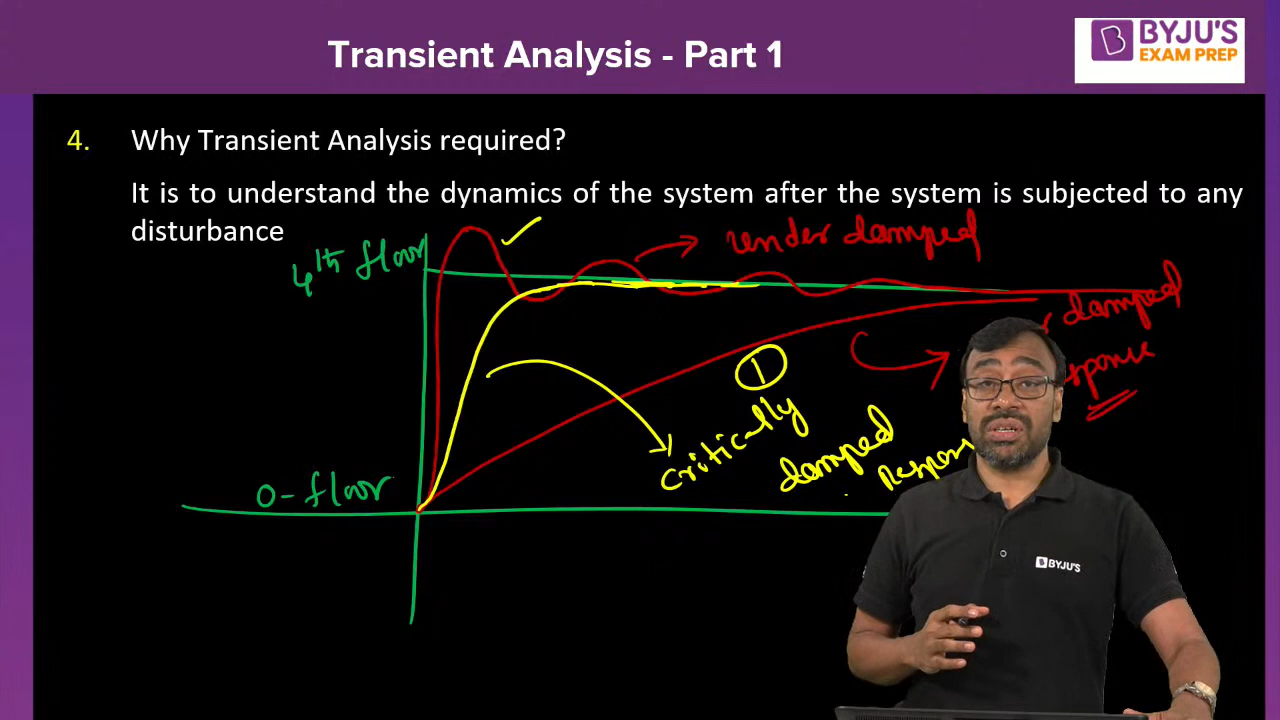 Transient Analysis - Part 1
BYJU'S
EXAM PREP
4. Why Transient Analysis required?
It is to understand the dynamics of the system after the system is subjected to any
disturbance
4th floor
under damped
damped
1
critically
damped
0-floor
BYJU'S